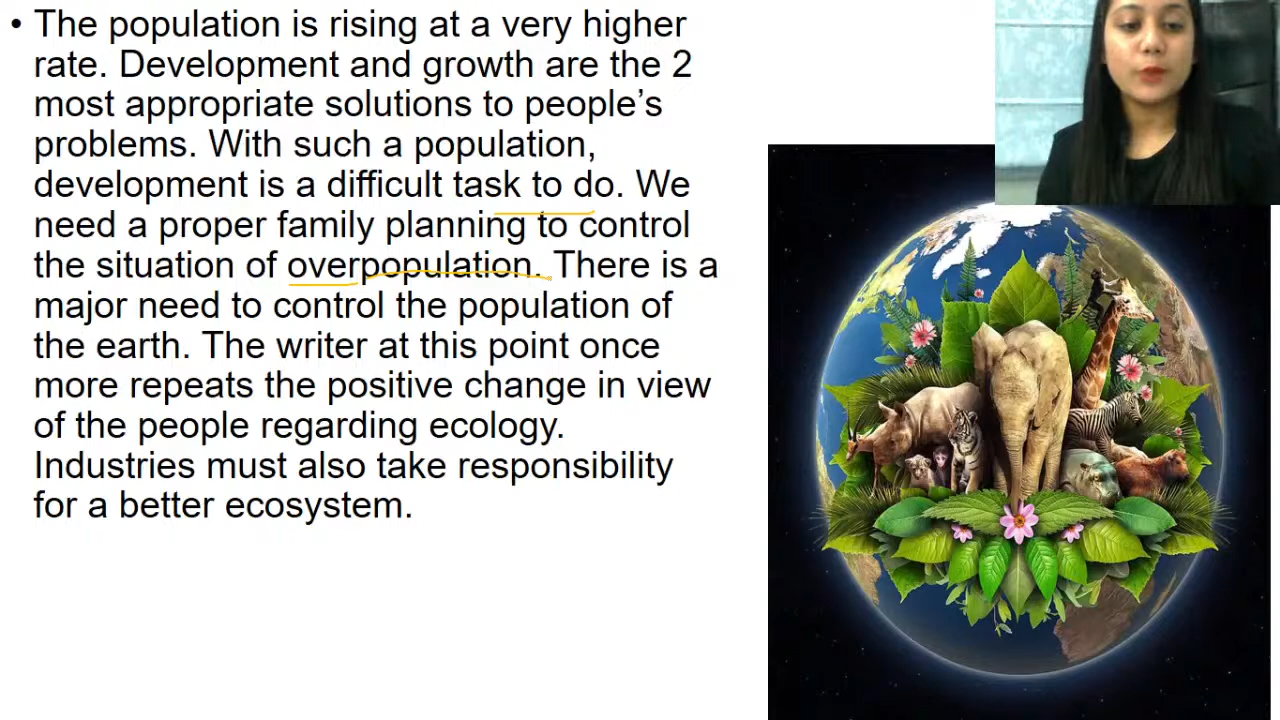 • The population is rising at a very higher
rate. Development and growth are the 2
most appropriate solutions to people’s
problems. With such a population,
development is a difficult task to do. We
need a proper family planning to control
the situation of overpopulation. There is a
major need to control the population of
the earth. The writer at this point once
more repeats the positive change in view
of the people regarding ecology.
Industries must also take responsibility
for a better ecosystem.